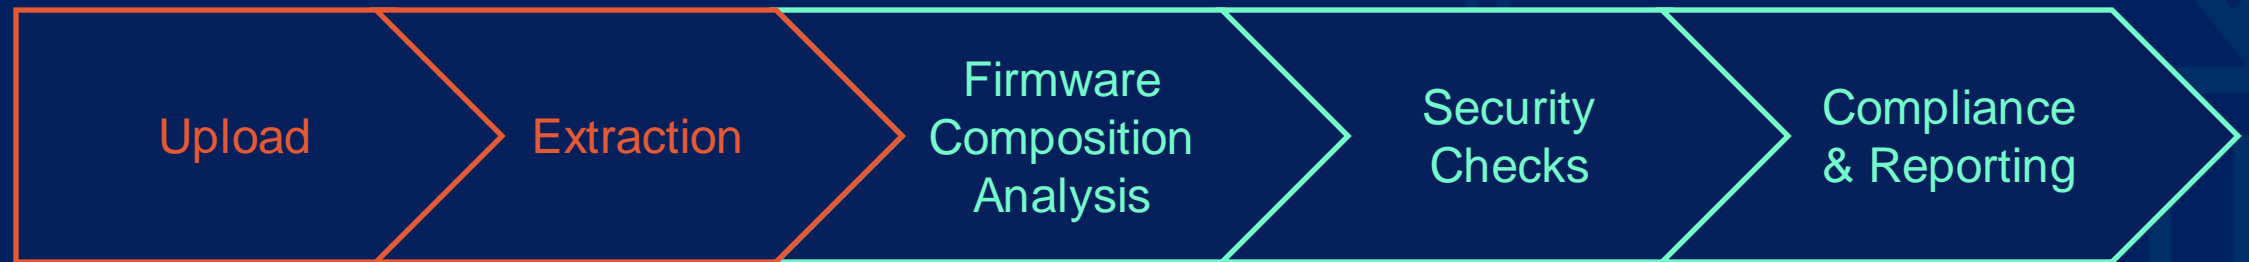 Upload
Extraction
Firmware
Composition
Analysis
Security
Checks
Compliance
& Reporting